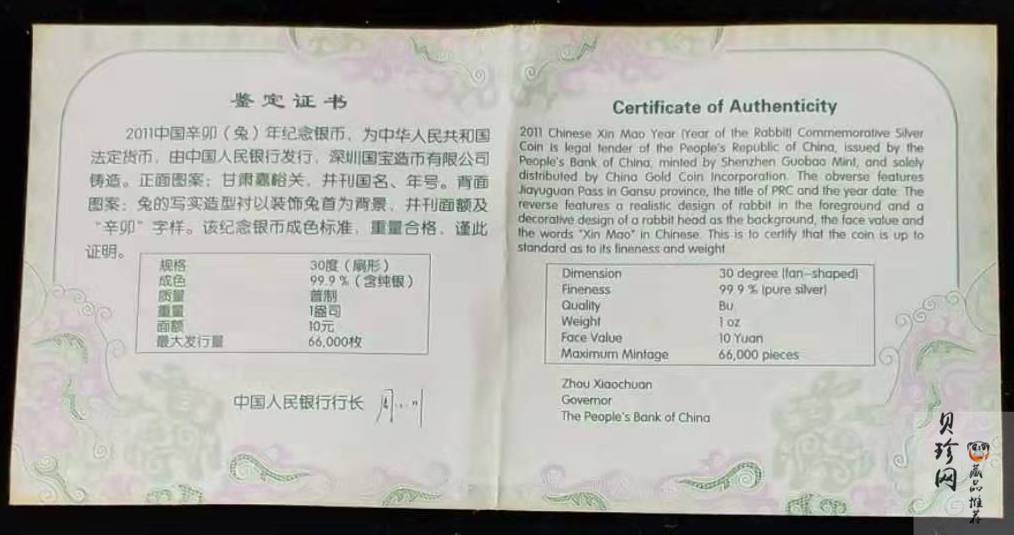 鉴定证书
2011中国辛卯（兔）年纪念银币，为中华人民共和国
法定货币，由中国人民银行发行，深圳国宝造币有限公司
铸造。正面图案：甘肃嘉峪关，并刊国名、年号。背面
图案：兔的写实造型衬以装饰兔首为背景，并刊面额及
“辛卯”字样。该纪念银币成色标准，重量合格，谨此
证明。
规格 30度（扇形）
成色 99.9％（含纯银）
质量 普制
重量 1盎司
面额 10元
最大发行量 66,000枚
中国人民银行行长
Certificate of Authenticity
2011 Chinese Xin Mao Year (Year of the Rabbit) Commemorative Silver
Coin is legal tender of the People's Republic of China, issued by the
People's Bank of China, minted by Shenzhen Guobao Mint, and solely
distributed by China Gold Coin Incorporation. The obverse features
Jiayuguan Pass in Gansu province, the title of PRC and the year date. The
reverse features a realistic design of rabbit in the foreground and a
decorative design of a rabbit head as the background, the face value and
the words "Xin Mao" in Chinese. This is to certify that the coin is up to
standard as to its fineness and weight.
Dimension 30 degree (fan-shaped)
Fineness 99.9 % (pure silver)
Quality Bu
Weight 1 oz
Face Value 10 Yuan
Maximum Mintage 66,000 pieces
Zhou Xiaochuan
Governor
The People's Bank of China
贝珍网
藏品推荐